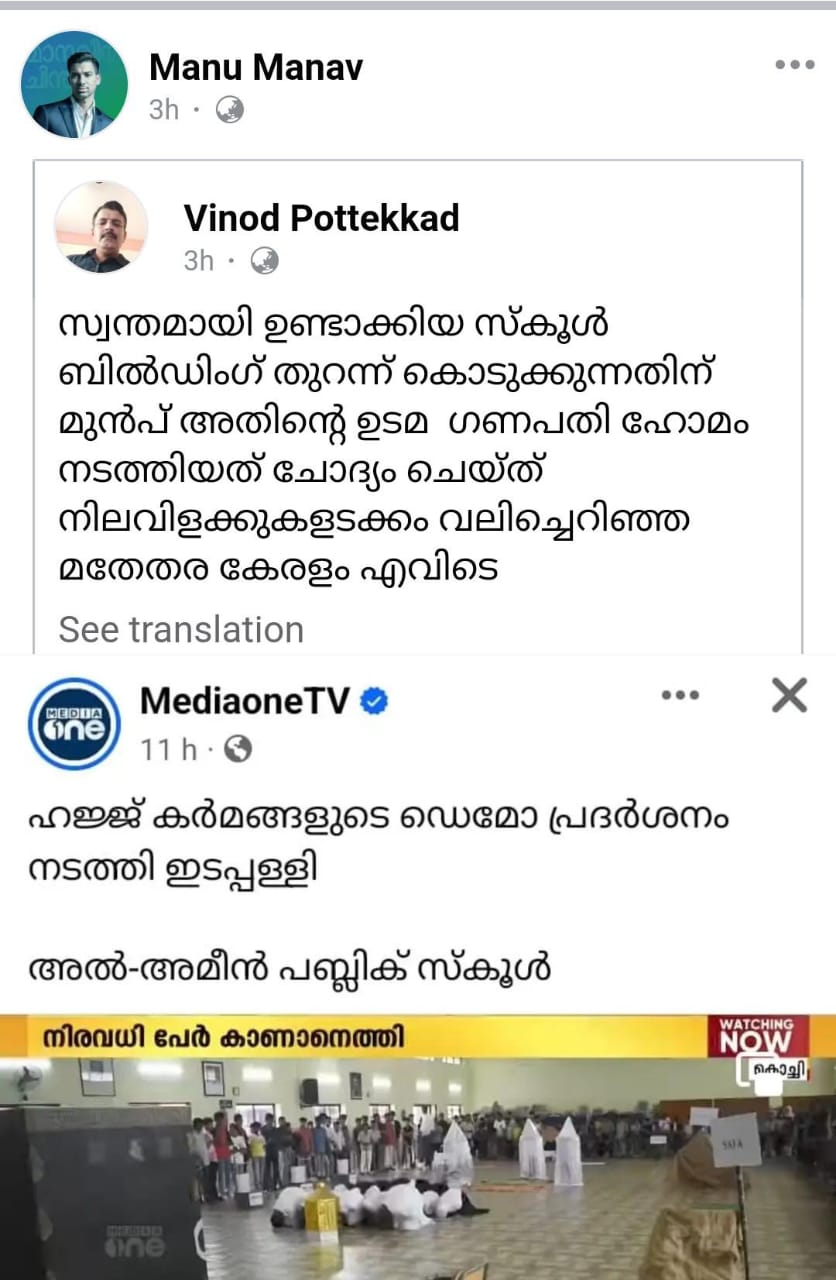 Manu Manav
3h ·
Vinod Pottekkad
3h ·
സ്വന്തമായി ഉണ്ടാക്കിയ സ്കൂൾ
ബിൽഡിംഗ് തുറന്ന് കൊടുക്കുന്നതിന്
മുൻപ് അതിന്റെ ഉടമ ഗണപതി ഹോമം
നടത്തിയത് ചോദ്യം ചെയ്ത്
നിലവിളക്കുകളടക്കം വലിച്ചെറിഞ്ഞ
മതേതര കേരളം എവിടെ
See translation
MEDIA one
MediaoneTV
11 h ·
ഹജ്ജ് കർമങ്ങളുടെ ഡെമോ പ്രദർശനം
നടത്തി ഇടപ്പള്ളി
അൽ-അമീൻ പബ്ലിക് സ്കൂൾ
നിരവധി പേർ കാണാനെത്തി
WATCHING
NOW
കൊച്ചി
MEDIA
one